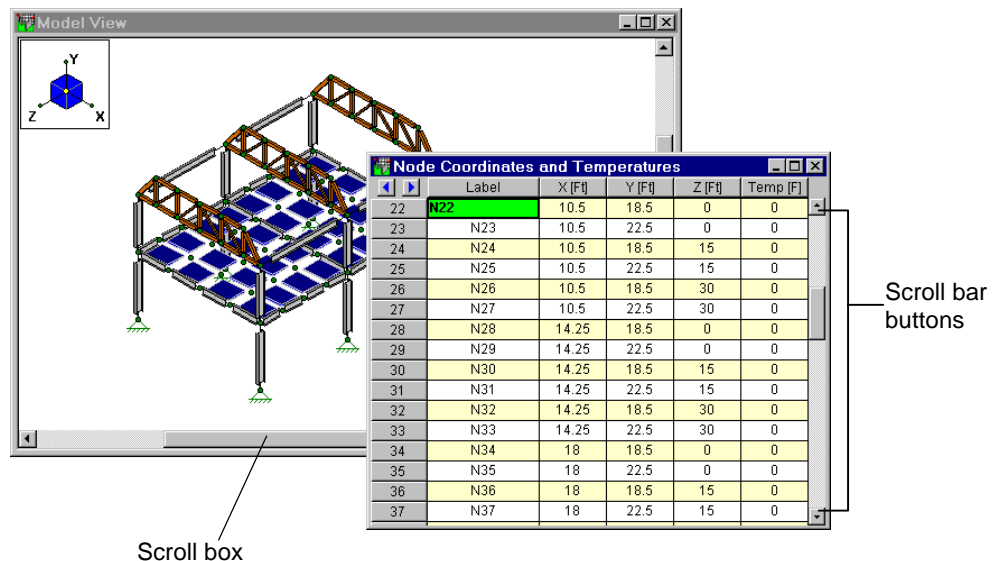 Model View
Y
Z X
Node Coordinates and Temperatures
Label X [Ft] Y [Ft] Z [Ft] Temp [F]
22 N22 10.5 18.5 0 0
23 N23 10.5 22.5 0 0
24 N24 10.5 18.5 15 0
25 N25 10.5 22.5 15 0
26 N26 10.5 18.5 30 0
27 N27 10.5 22.5 30 0
28 N28 14.25 18.5 0 0
29 N29 14.25 22.5 0 0
30 N30 14.25 18.5 15 0
31 N31 14.25 22.5 15 0
32 N32 14.25 18.5 30 0
33 N33 14.25 22.5 30 0
34 N34 18 18.5 0 0
35 N35 18 22.5 0 0
36 N36 18 18.5 15 0
37 N37 18 22.5 15 0
Scroll bar
buttons
Scroll box